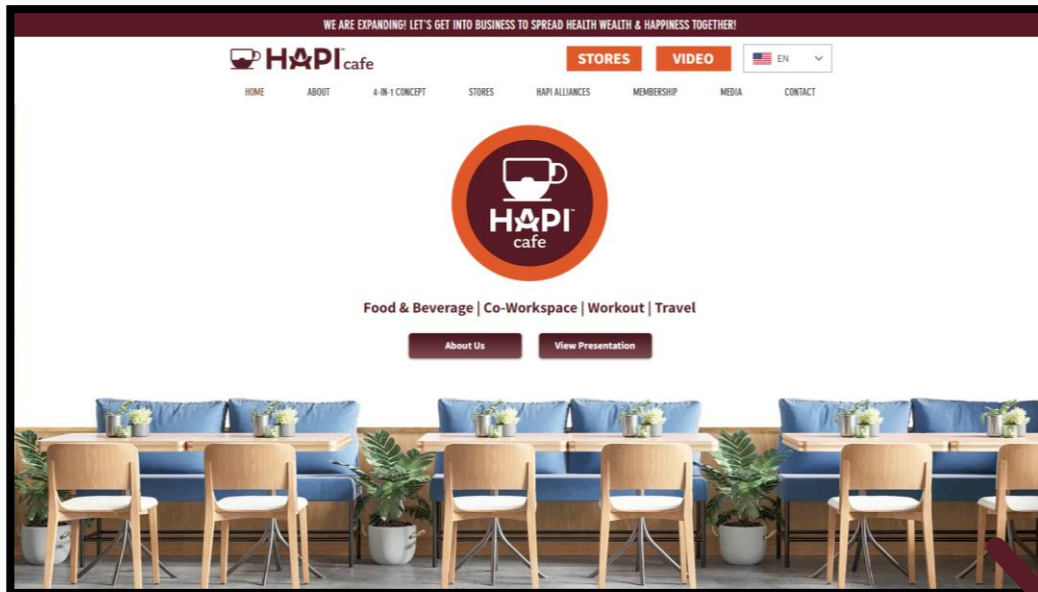 WE ARE EXPANDING! LET'S GET INTO BUSINESS TO SPREAD HEALTH WEALTH & HAPPINESS TOGETHER!
HAPI™ cafe
STORES VIDEO EN
HOME ABOUT 4-IN-1 CONCEPT STORES HAPI ALLIANCES MEMBERSHIP MEDIA CONTACT
HAPI™
cafe
Food & Beverage | Co-Workspace | Workout | Travel
About Us View Presentation